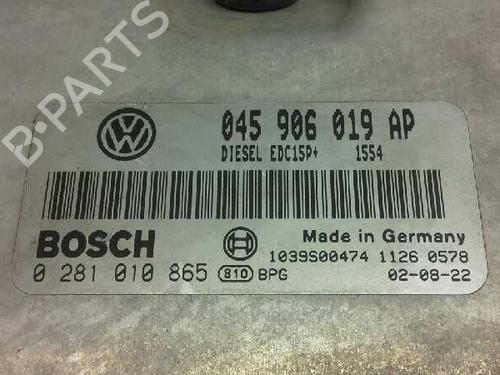 B-PARTS
045 906 019 AP
DIESEL EDC15P+ 1554
BOSCH
Made in Germany
1039S00474 1126 0578
0 281 010 865 810 BPG 02-08-22